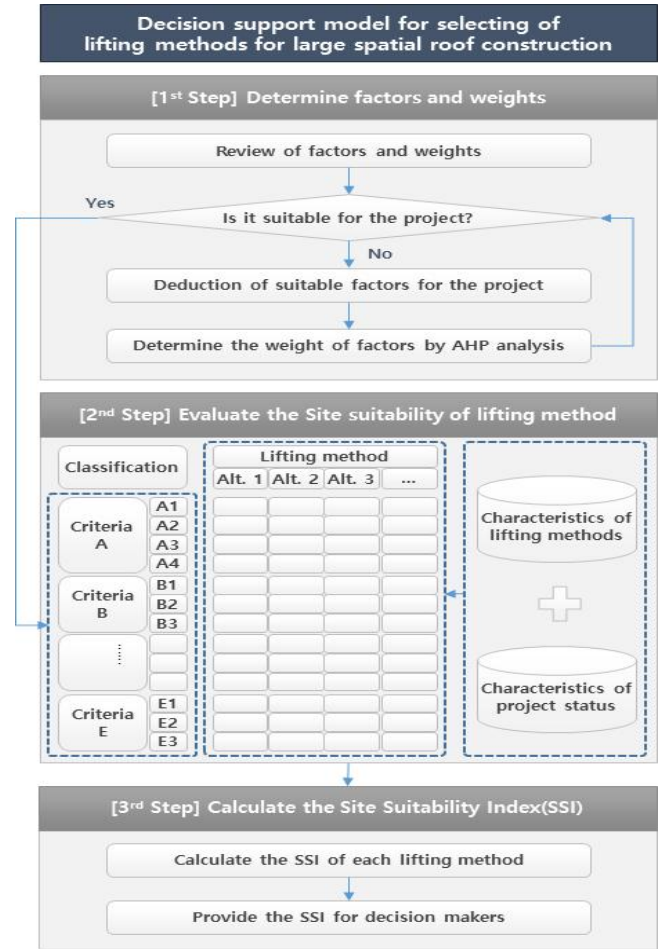 Decision support model for selecting of
lifting methods for large spatial roof construction
[1st Step] Determine factors and weights
Review of factors and weights
Yes
Is it suitable for the project?
No
Deduction of suitable factors for the project
Determine the weight of factors by AHP analysis
[2nd Step] Evaluate the Site suitability of lifting method
Classification
Lifting method
Alt. 1 Alt. 2 Alt. 3 ...
Criteria
A
A1
A2
A3
A4
Criteria
B
B1
B2
B3
......
Criteria
E
E1
E2
E3
Characteristics of
lifting methods
Characteristics of
project status
[3rd Step] Calculate the Site Suitability Index(SSI)
Calculate the SSI of each lifting method
Provide the SSI for decision makers